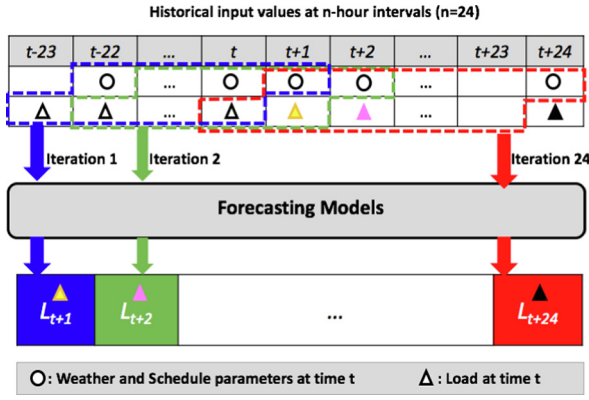 Historical input values at n-hour intervals (n=24)
t-23 t-22 ... t t+1 t+2 ... t+23 t+24
... ...
... ...
Iteration 1 Iteration 2 Iteration 24
Forecasting Models
Lt+1 Lt+2 ... Lt+24
: Weather and Schedule parameters at time t : Load at time t